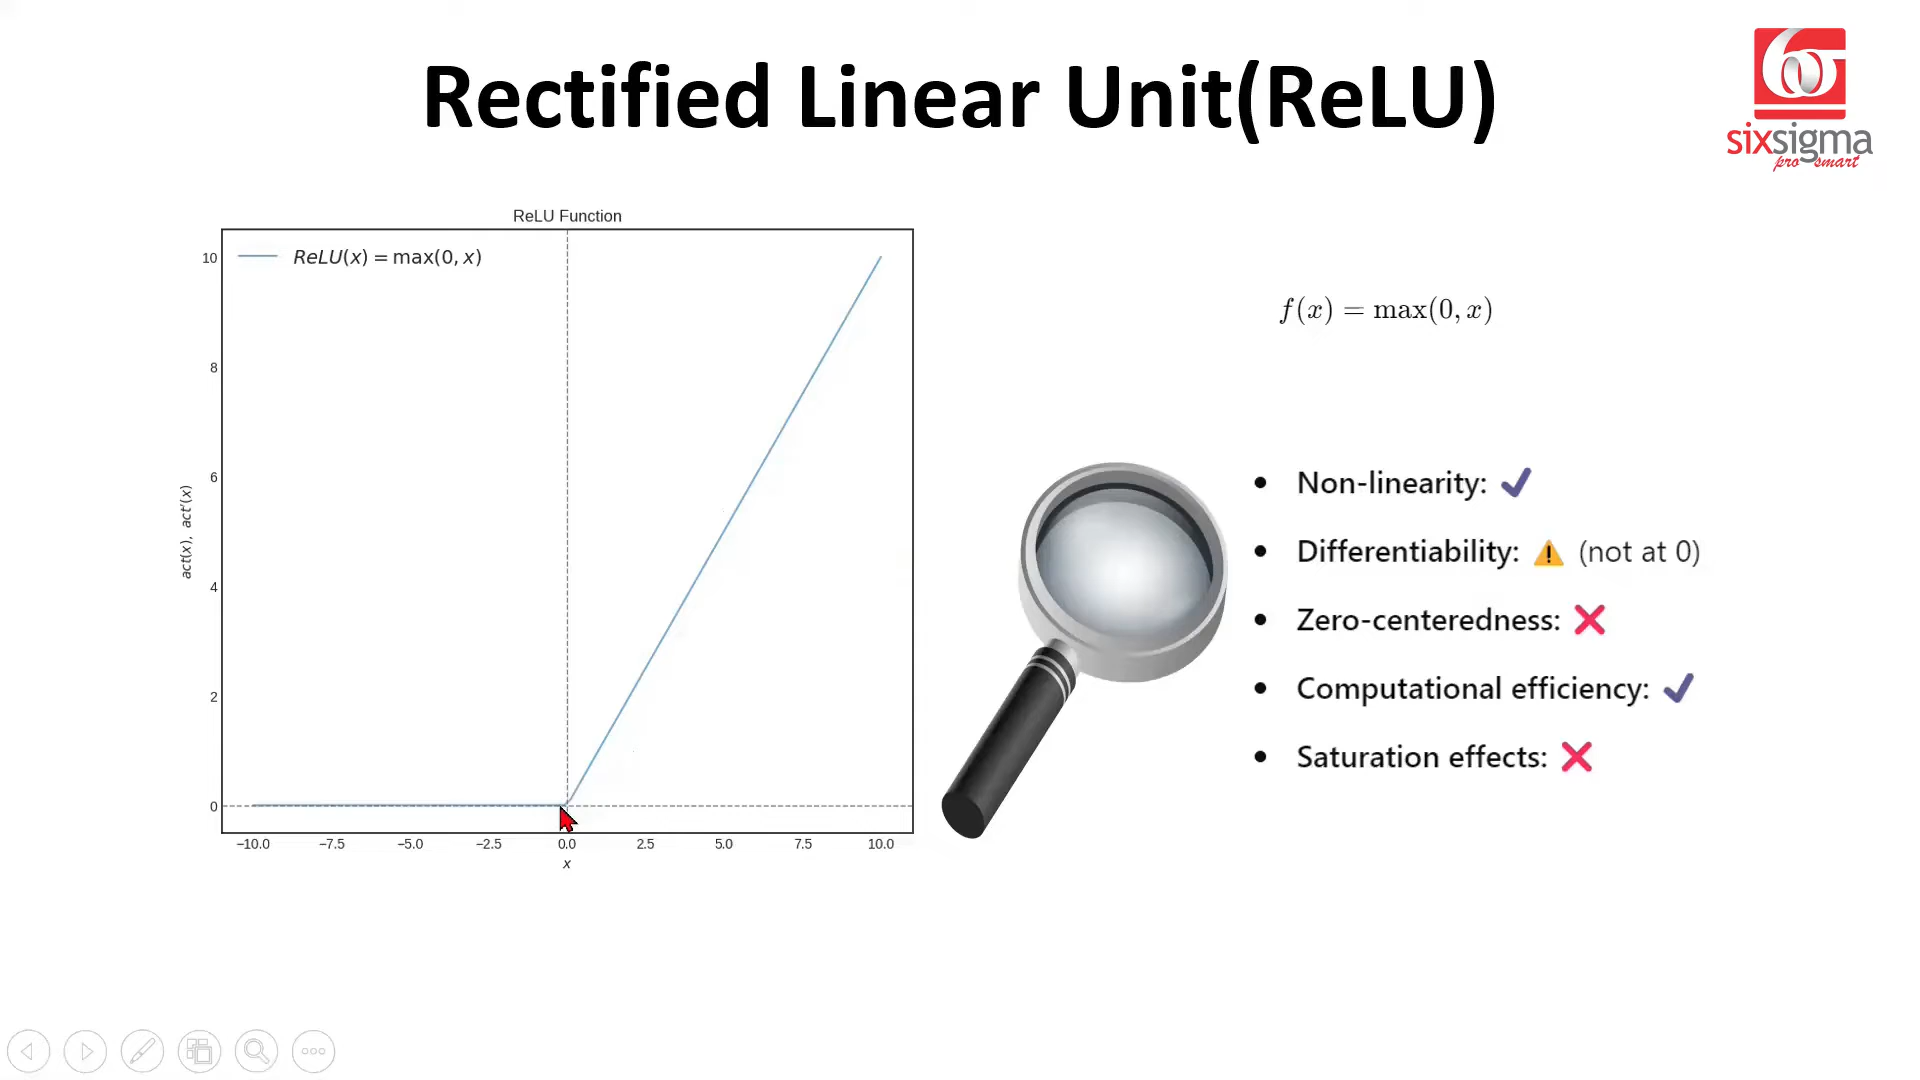 Rectified Linear Unit(ReLU)
sixsigma
pro smart
ReLU Function
ReLU(x) = max(0, x)
10
8
6
4
2
0
act(x), act'(x)
−10.0 −7.5 −5.0 −2.5 0.0 2.5 5.0 7.5 10.0
x
f(x) = max(0, x)
• Non-linearity: ✔
• Differentiability: ⚠ (not at 0)
• Zero-centeredness: ❌
• Computational efficiency: ✔
• Saturation effects: ❌